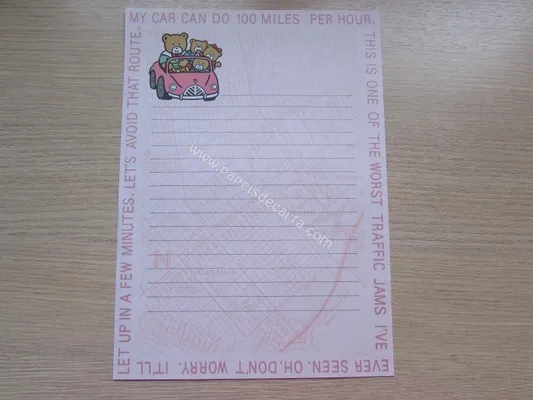 MY CAR CAN DO 100 MILES PER HOUR.
THIS IS ONE OF THE WORST TRAFFIC JAMS I'VE
EVER SEEN. OH, DON'T WORRY. IT'LL
LET UP IN A FEW MINUTES. LET'S AVOID THAT ROUTE.
www.papeisdecarta.com